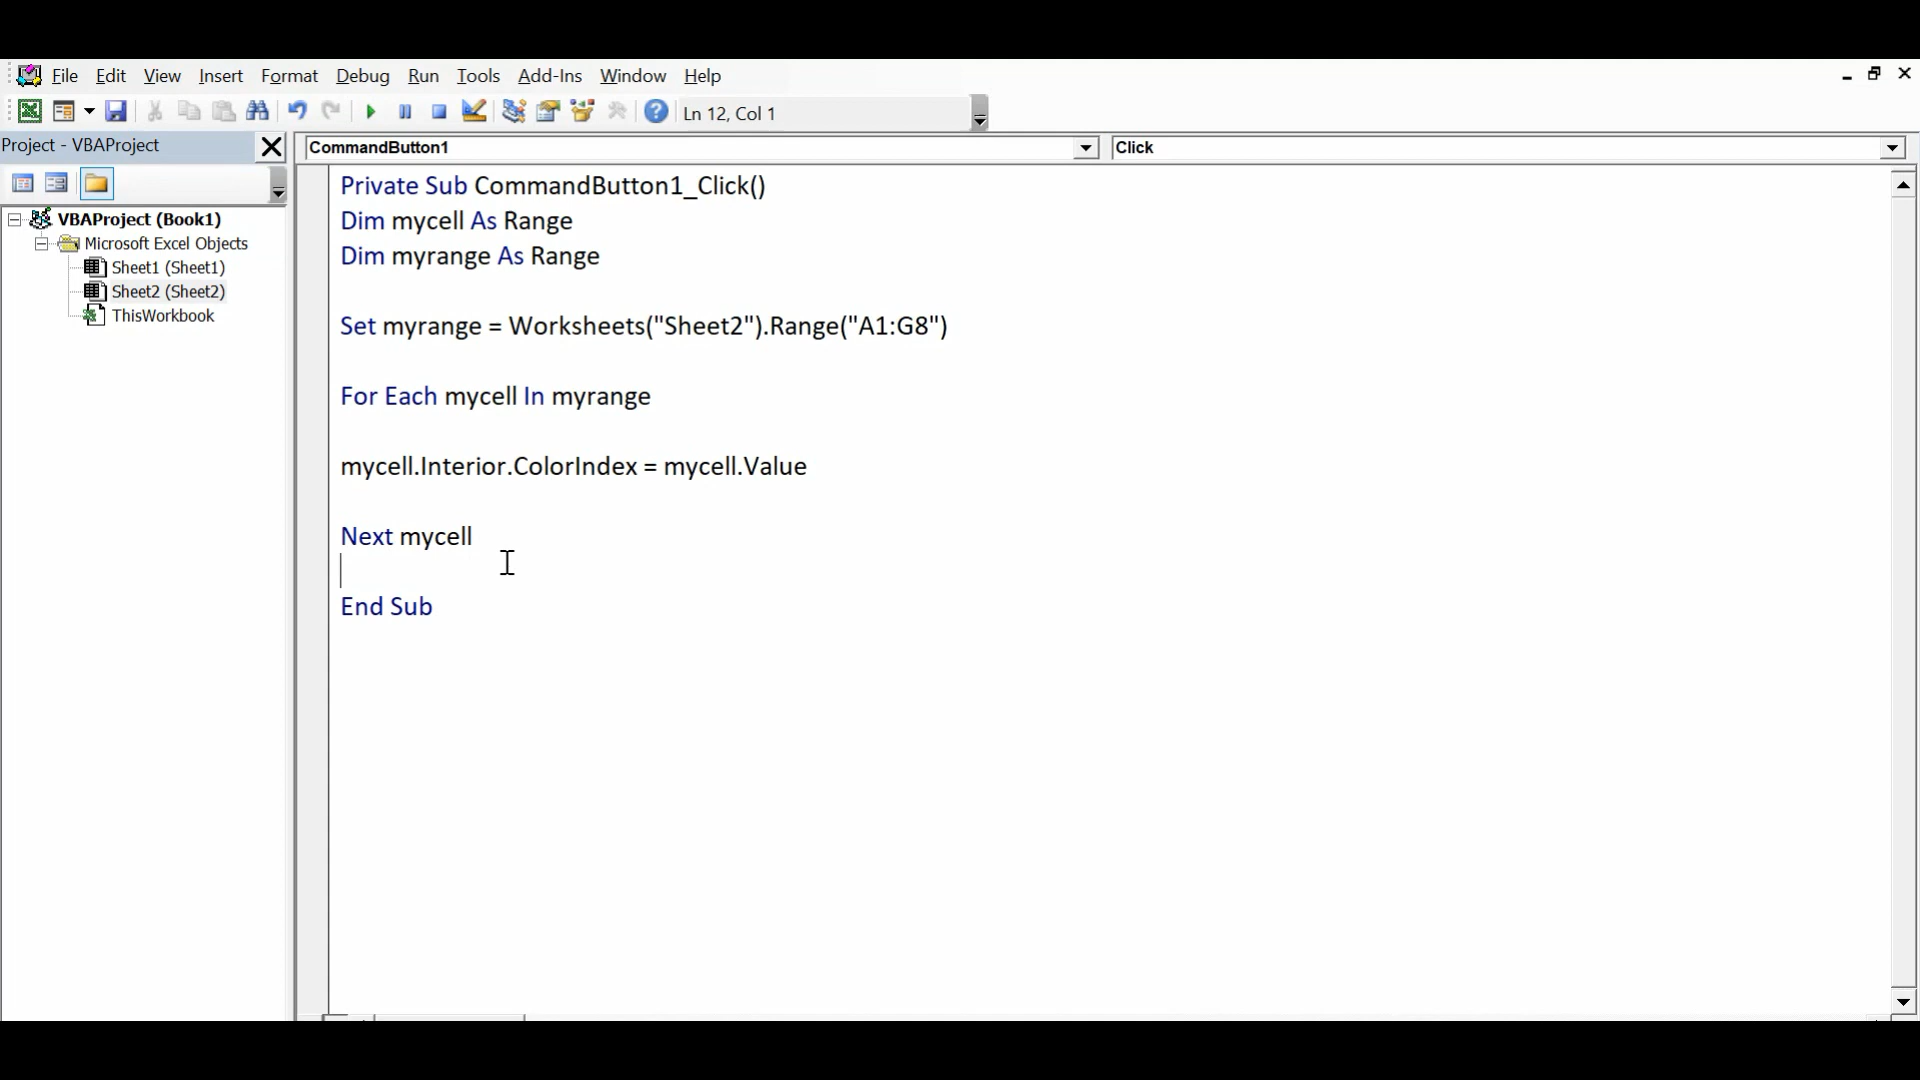 File Edit View Insert Format Debug Run Tools Add-Ins Window Help
Ln 12, Col 1
Project - VBAProject
CommandButton1
Click
VBAProject (Book1)
Microsoft Excel Objects
Sheet1 (Sheet1)
Sheet2 (Sheet2)
ThisWorkbook
Private Sub CommandButton1_Click()
Dim mycell As Range
Dim myrange As Range
Set myrange = Worksheets("Sheet2").Range("A1:G8")
For Each mycell In myrange
mycell.Interior.ColorIndex = mycell.Value
Next mycell
End Sub